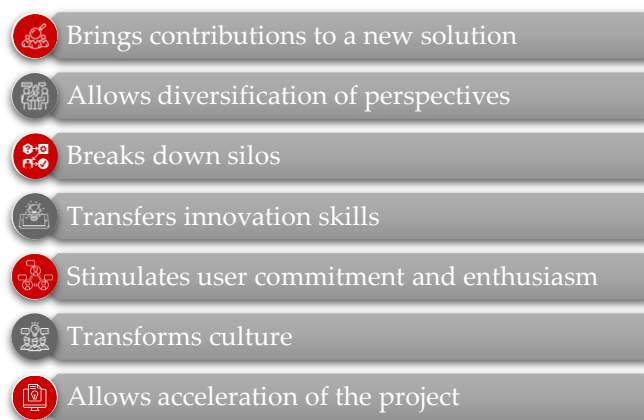 Brings contributions to a new solution
Allows diversification of perspectives
Breaks down silos
Transfers innovation skills
Stimulates user commitment and enthusiasm
Transforms culture
Allows acceleration of the project